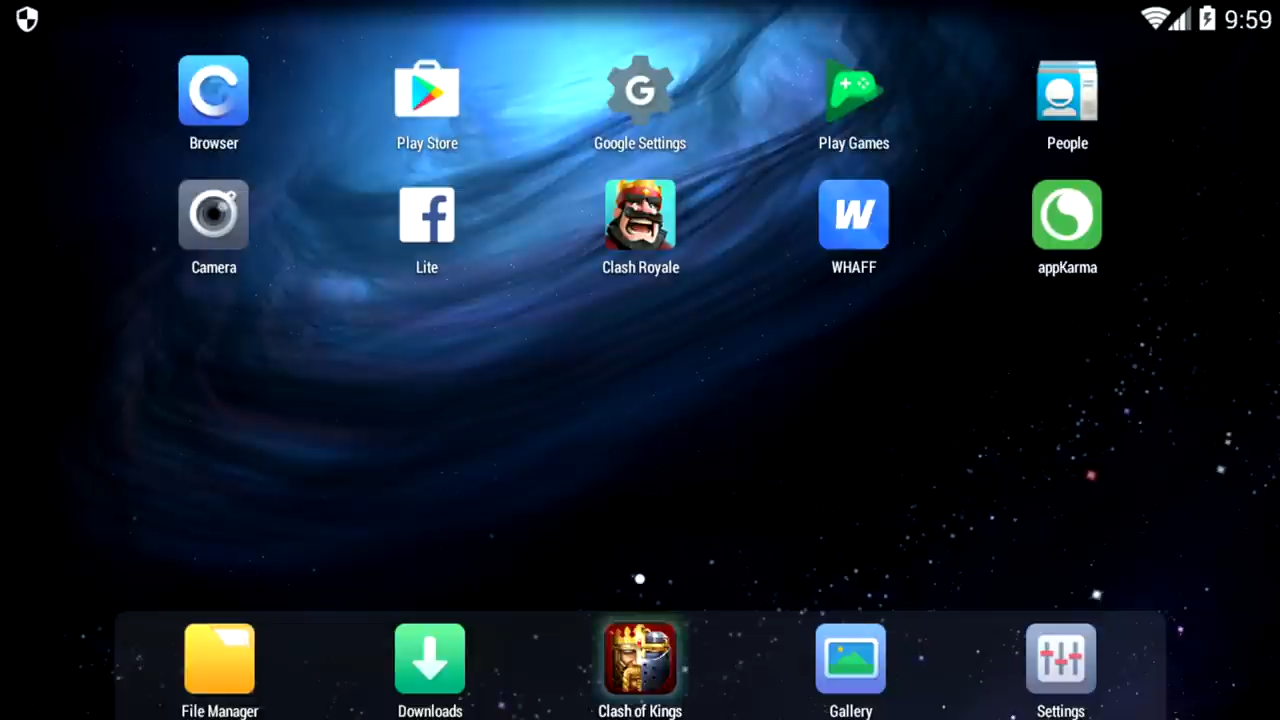 9:59
Browser
Play Store
Google Settings
Play Games
People
Camera
Lite
Clash Royale
WHAFF
appKarma
File Manager
Downloads
Clash of Kings
Gallery
Settings